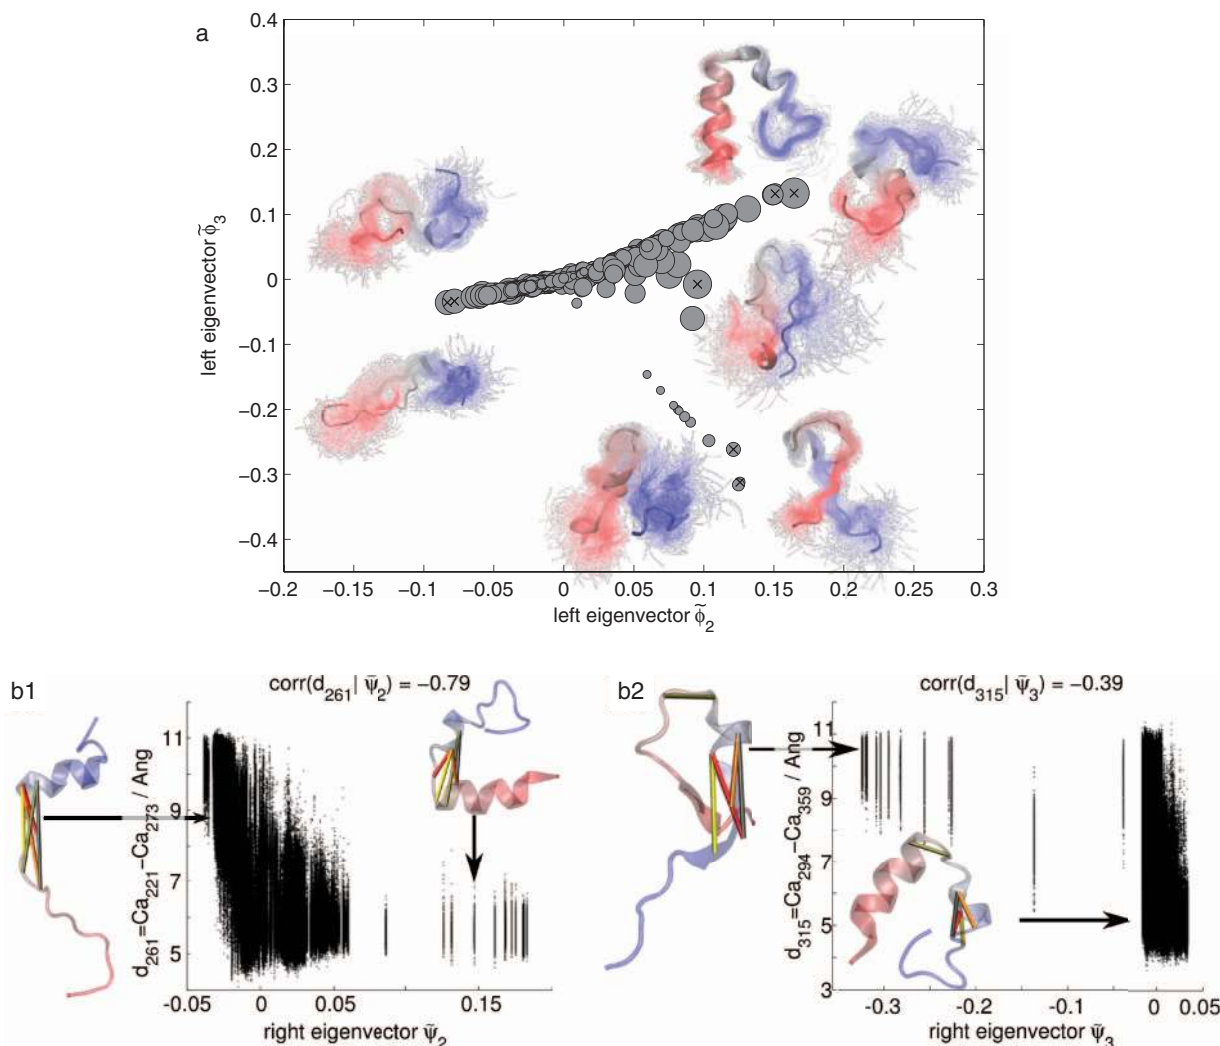 a
0.4
0.3
0.2
0.1
0
−0.1
−0.2
−0.3
−0.4
left eigenvector ϕ̃₃
−0.2 −0.15 −0.1 −0.05 0 0.05 0.1 0.15 0.2 0.25 0.3
left eigenvector ϕ̃₂
b1
corr(d₂₆₁| ψ̃₂) = −0.79
d₂₆₁=Ca₂₂₁−Ca₂₇₃ / Ang
11
9
7
5
-0.05 0 0.05 0.15
right eigenvector ψ̃₂
b2
corr(d₃₁₅| ψ̃₃) = −0.39
d₃₁₅=Ca₂₉₄−Ca₃₅₉ / Ang
11
9
7
5
3
-0.3 -0.2 -0.1 0 0.05
right eigenvector ψ̃₃